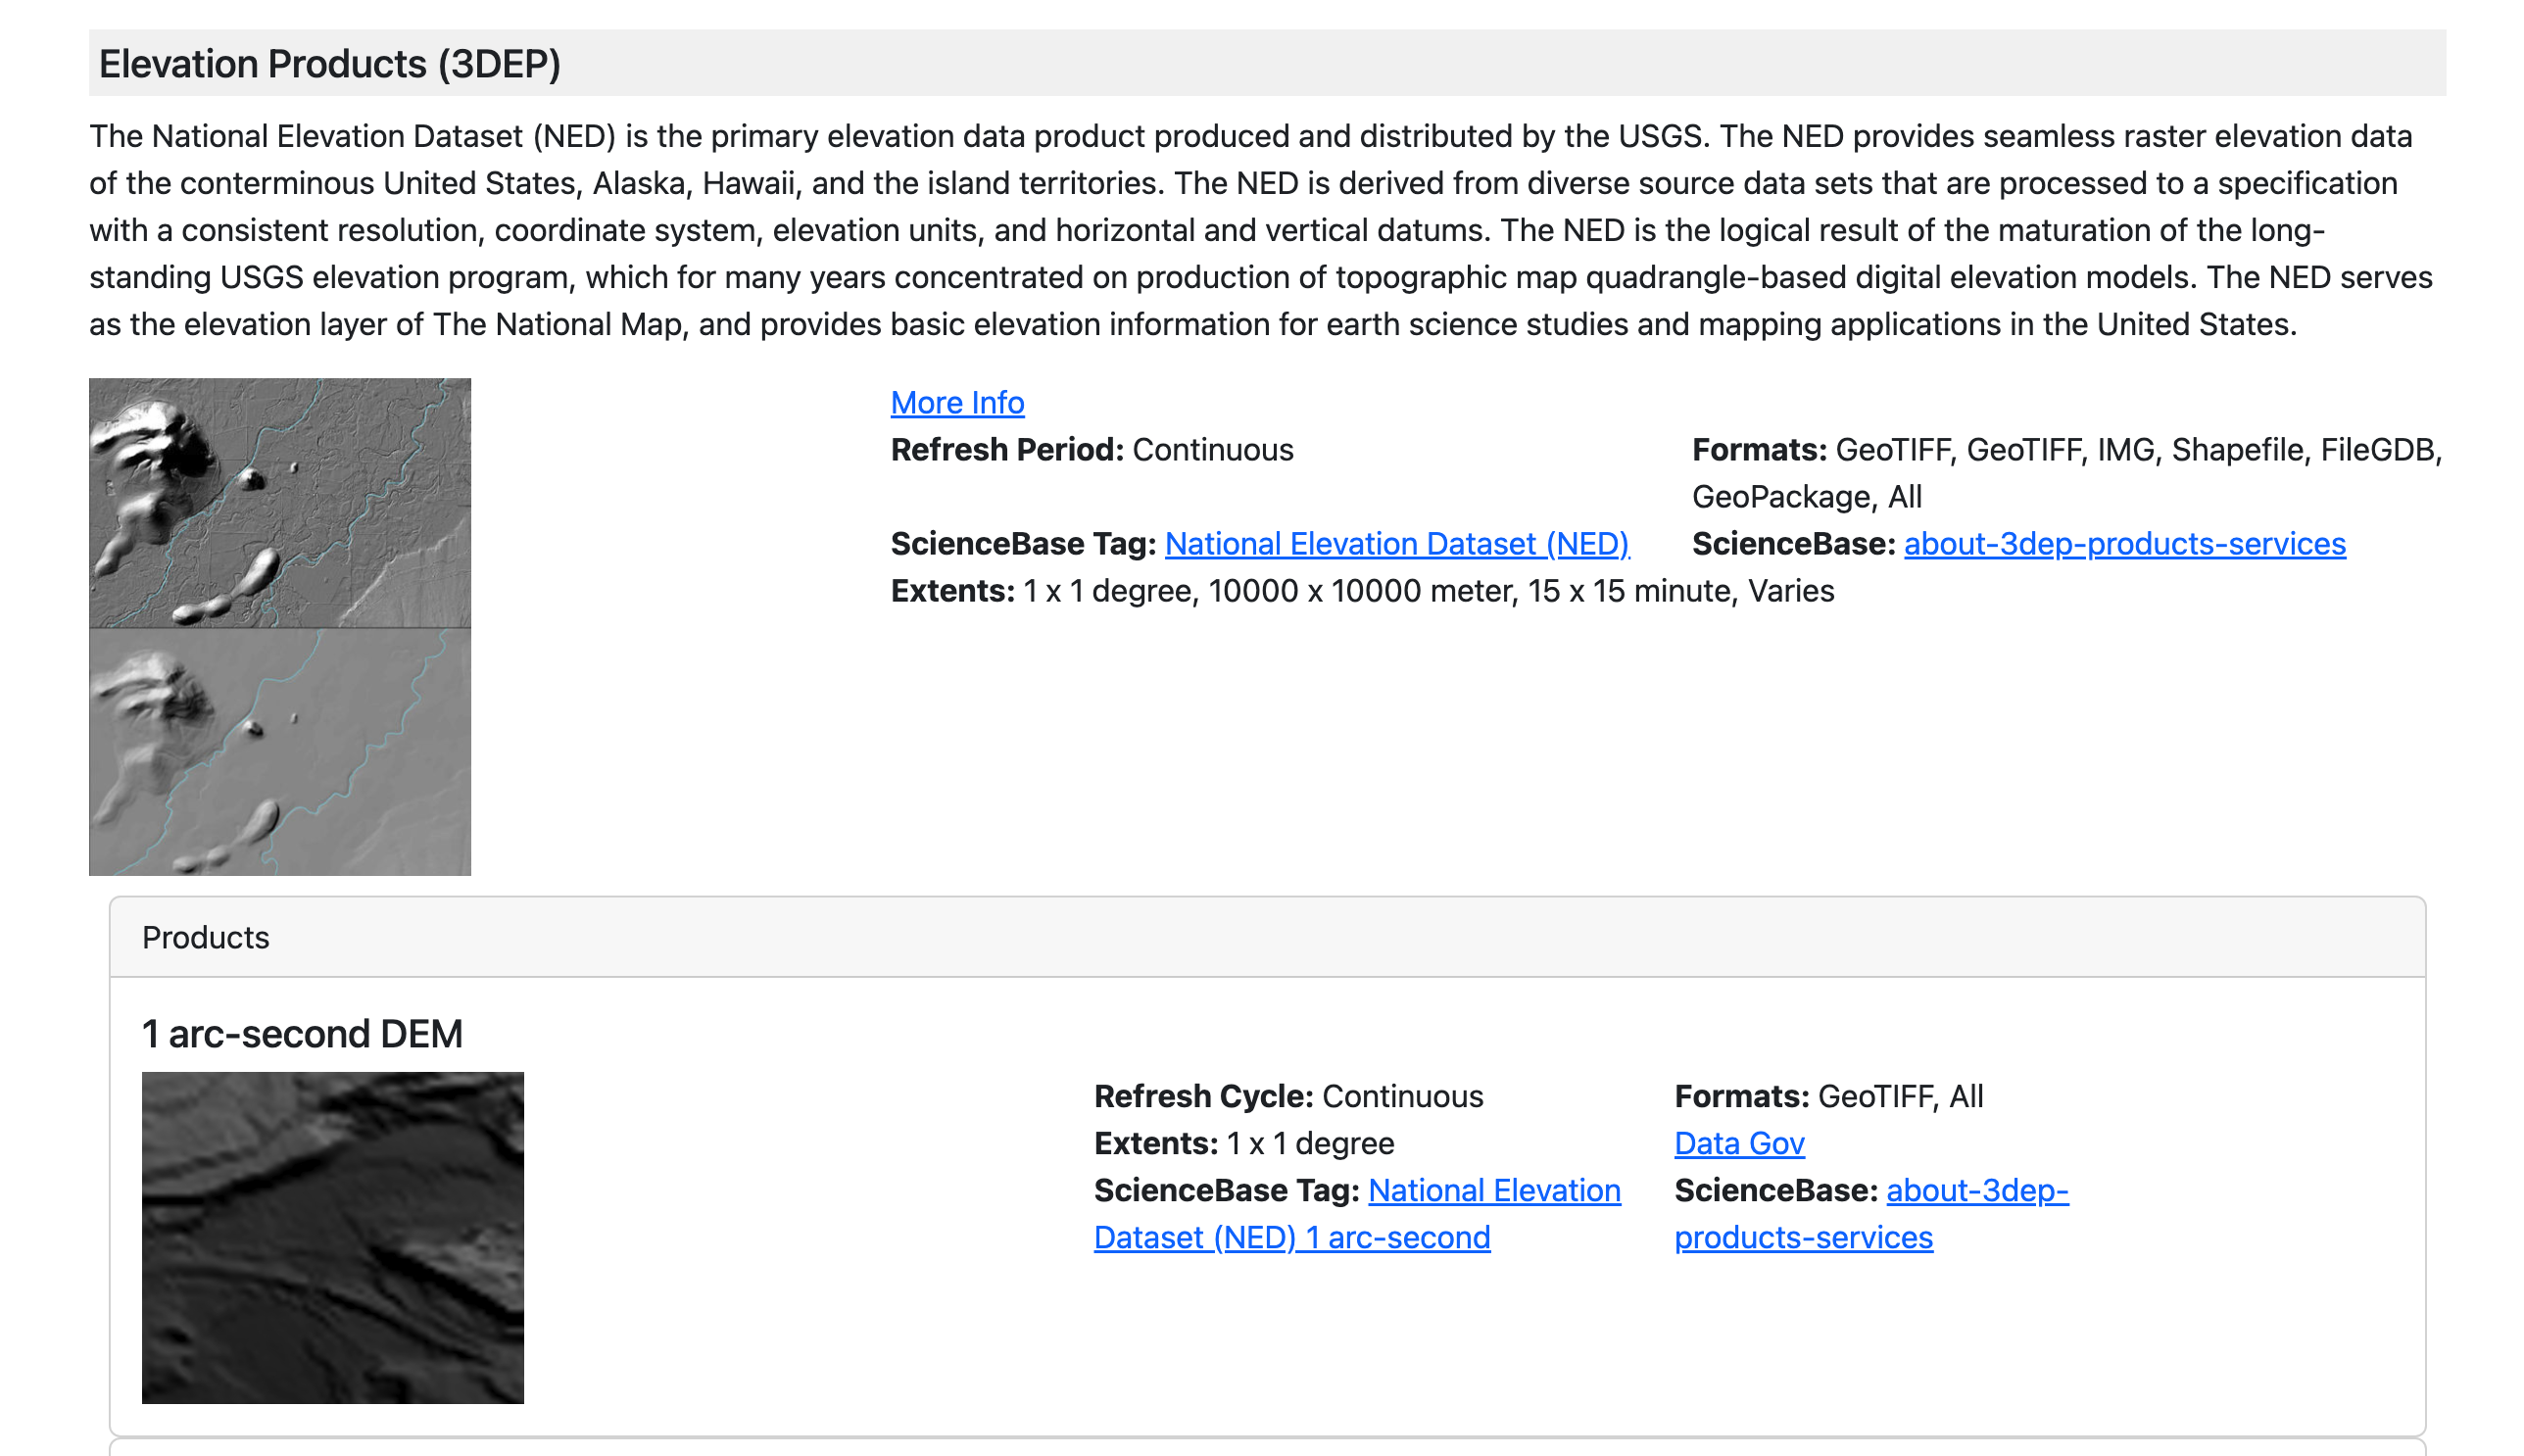 Elevation Products (3DEP)
The National Elevation Dataset (NED) is the primary elevation data product produced and distributed by the USGS. The NED provides seamless raster elevation data
of the conterminous United States, Alaska, Hawaii, and the island territories. The NED is derived from diverse source data sets that are processed to a specification
with a consistent resolution, coordinate system, elevation units, and horizontal and vertical datums. The NED is the logical result of the maturation of the long-
standing USGS elevation program, which for many years concentrated on production of topographic map quadrangle-based digital elevation models. The NED serves
as the elevation layer of The National Map, and provides basic elevation information for earth science studies and mapping applications in the United States.
More Info
Refresh Period: Continuous
Formats: GeoTIFF, GeoTIFF, IMG, Shapefile, FileGDB,
GeoPackage, All
ScienceBase Tag: National Elevation Dataset (NED)
ScienceBase: about-3dep-products-services
Extents: 1 x 1 degree, 10000 x 10000 meter, 15 x 15 minute, Varies
Products
1 arc-second DEM
Refresh Cycle: Continuous
Extents: 1 x 1 degree
ScienceBase Tag: National Elevation
Dataset (NED) 1 arc-second
Formats: GeoTIFF, All
Data Gov
ScienceBase: about-3dep-
products-services